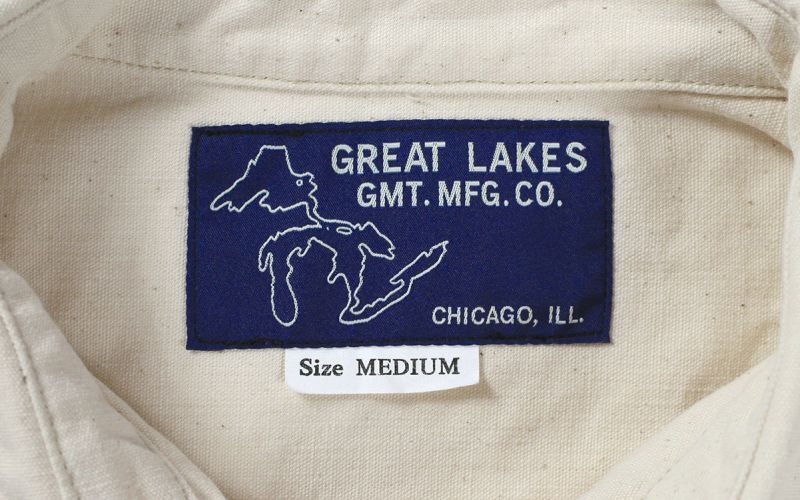 GREAT LAKES
GMT. MFG. CO.
CHICAGO, ILL.
Size MEDIUM